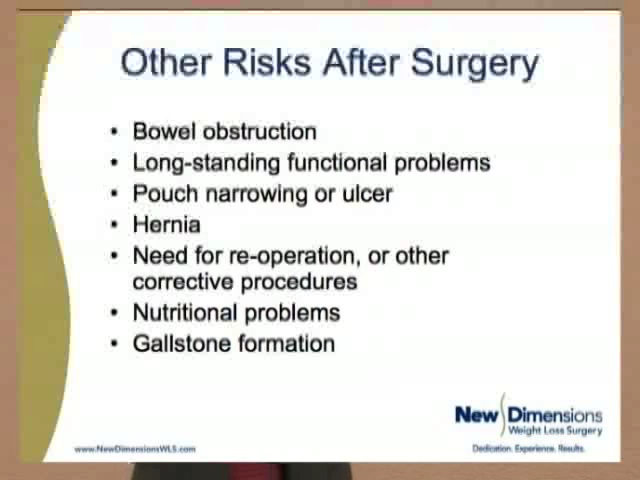 Other Risks After Surgery
• Bowel obstruction
• Long-standing functional problems
• Pouch narrowing or ulcer
• Hernia
• Need for re-operation, or other
corrective procedures
• Nutritional problems
• Gallstone formation
New Dimensions
Weight Loss Surgery
www.NewDimensionsWLS.com
Dedication. Experience. Results.